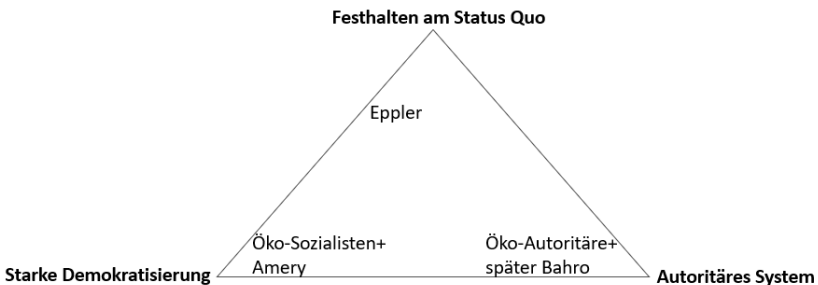 Festhalten am Status Quo
Eppler
Öko-Sozialisten+
Amery
Öko-Autoritäre+
später Bahro
Starke Demokratisierung
Autoritäres System